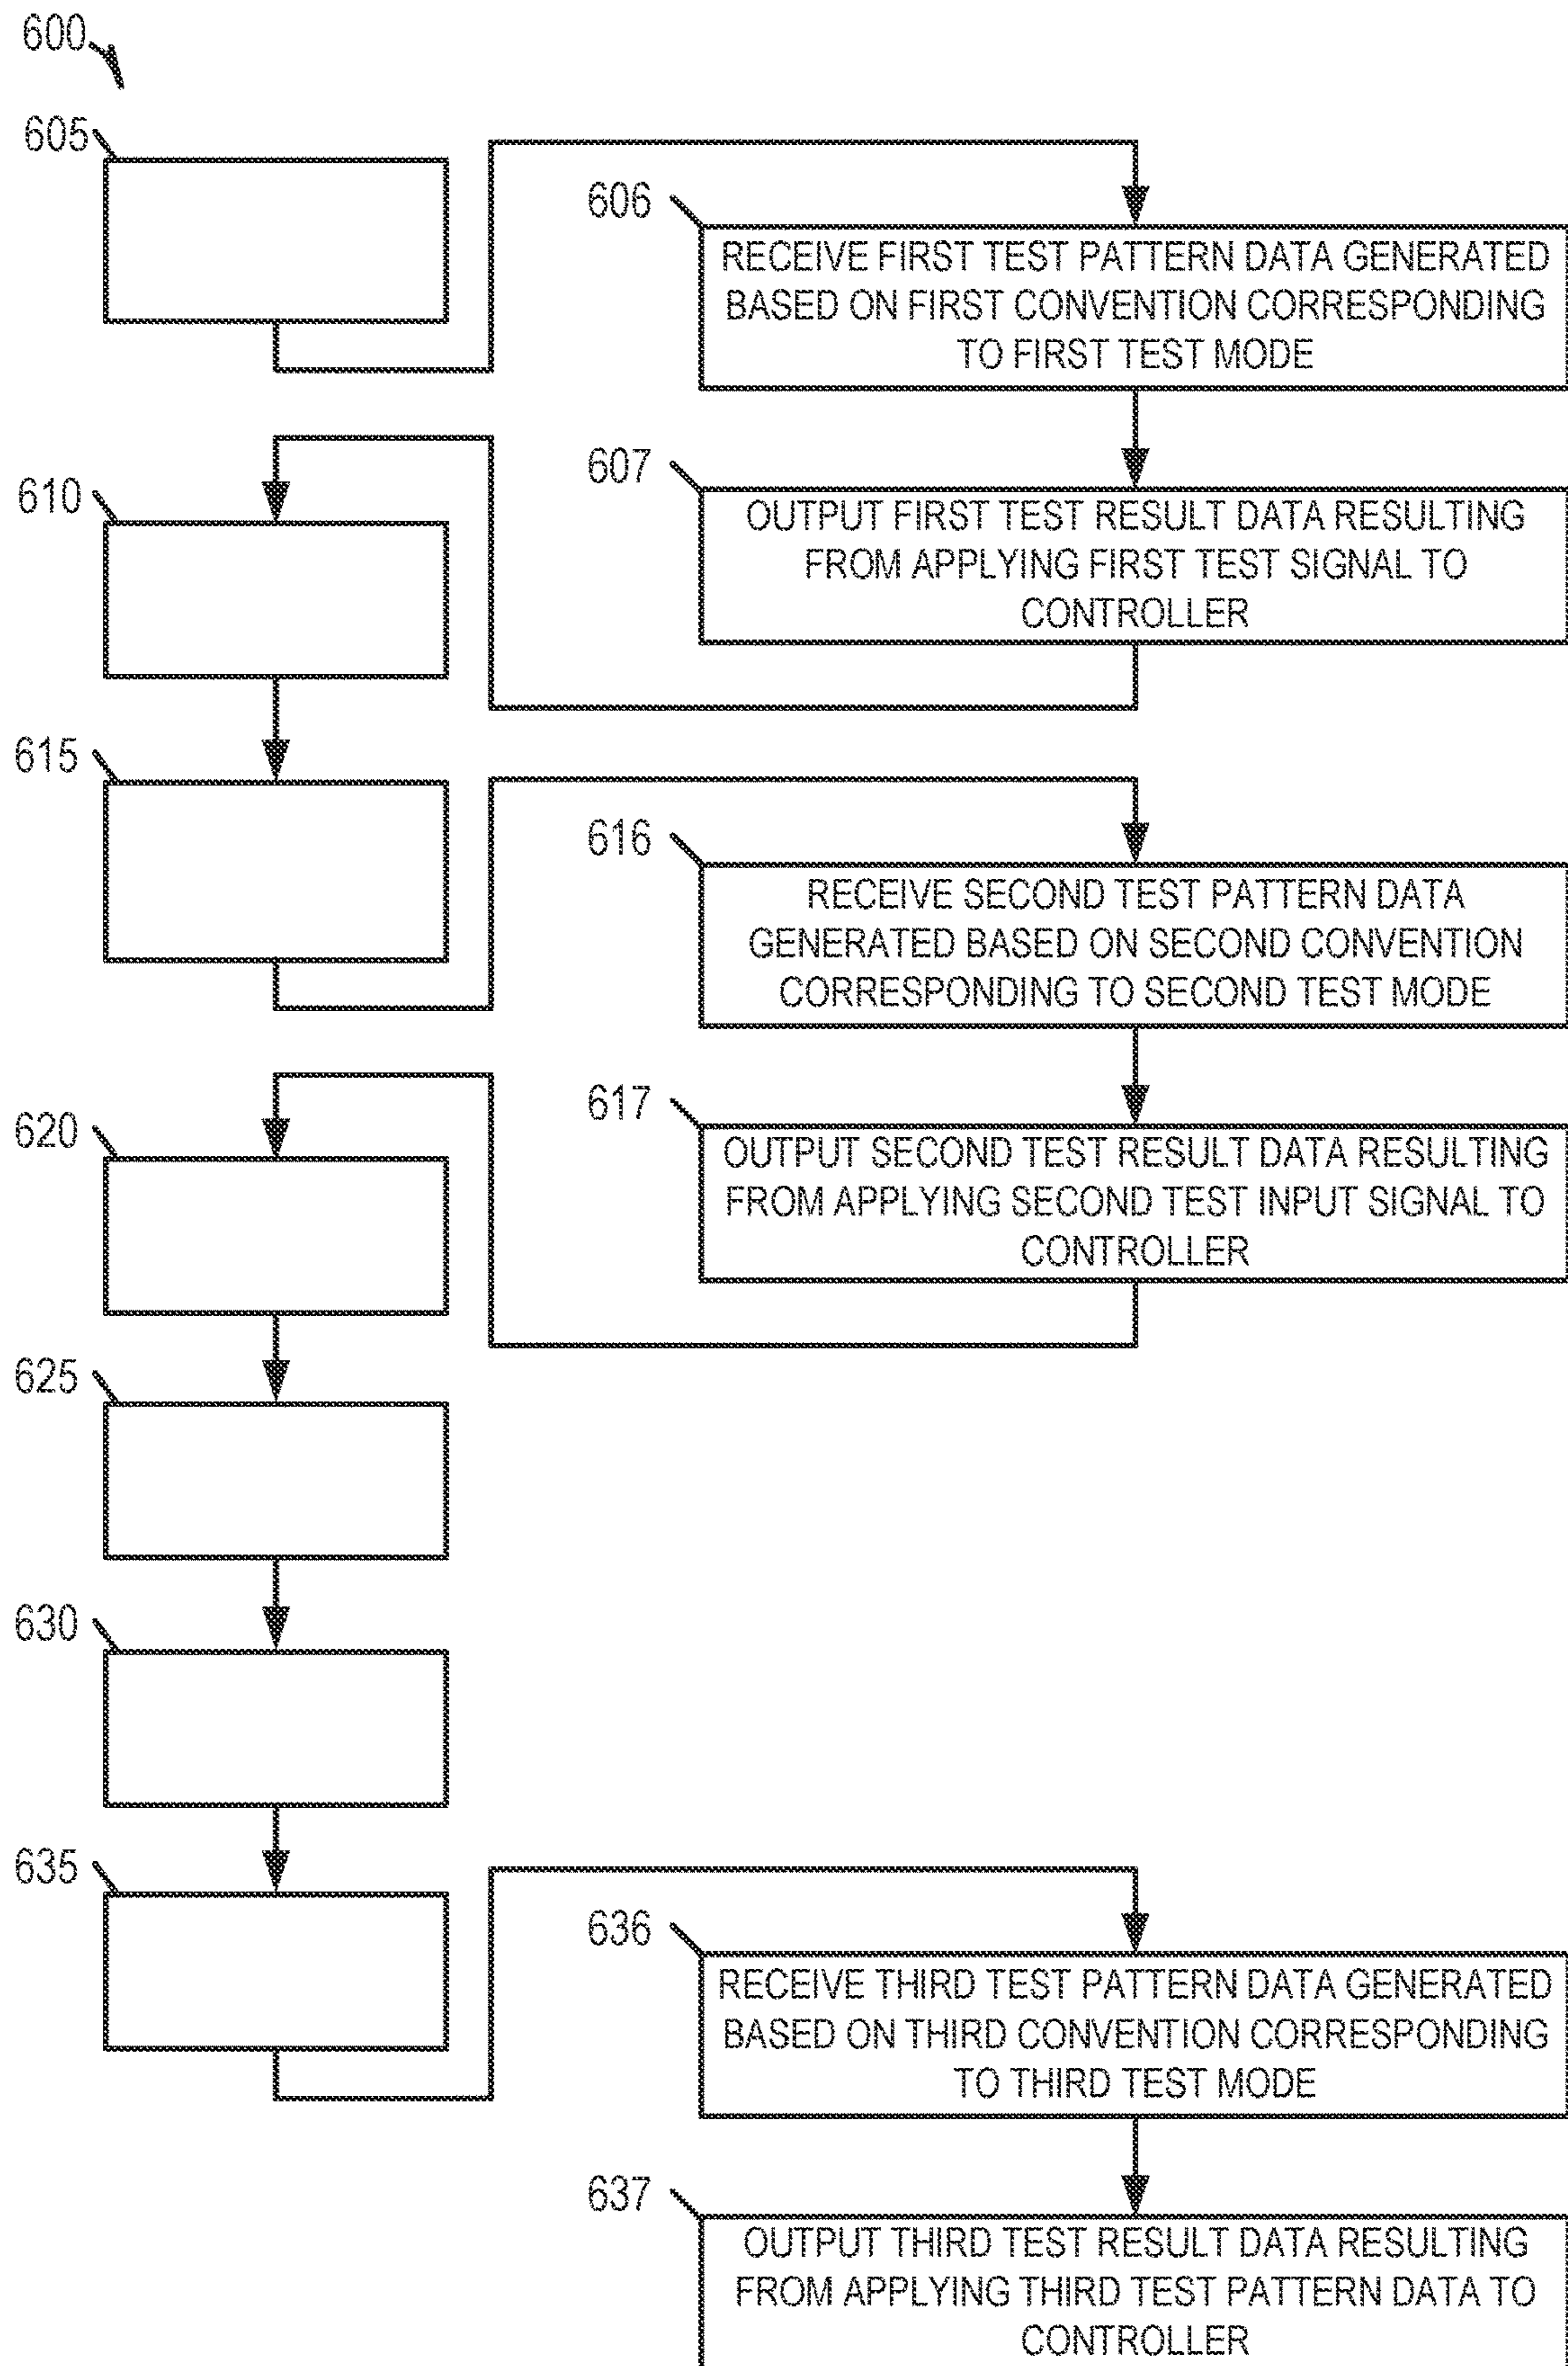 600
605
606
RECEIVE FIRST TEST PATTERN DATA GENERATED
BASED ON FIRST CONVENTION CORRESPONDING
TO FIRST TEST MODE
607
OUTPUT FIRST TEST RESULT DATA RESULTING
FROM APPLYING FIRST TEST SIGNAL TO
CONTROLLER
610
615
616
RECEIVE SECOND TEST PATTERN DATA
GENERATED BASED ON SECOND CONVENTION
CORRESPONDING TO SECOND TEST MODE
617
OUTPUT SECOND TEST RESULT DATA RESULTING
FROM APPLYING SECOND TEST INPUT SIGNAL TO
CONTROLLER
620
625
630
635
636
RECEIVE THIRD TEST PATTERN DATA GENERATED
BASED ON THIRD CONVENTION CORRESPONDING
TO THIRD TEST MODE
637
OUTPUT THIRD TEST RESULT DATA RESULTING
FROM APPLYING THIRD TEST PATTERN DATA TO
CONTROLLER